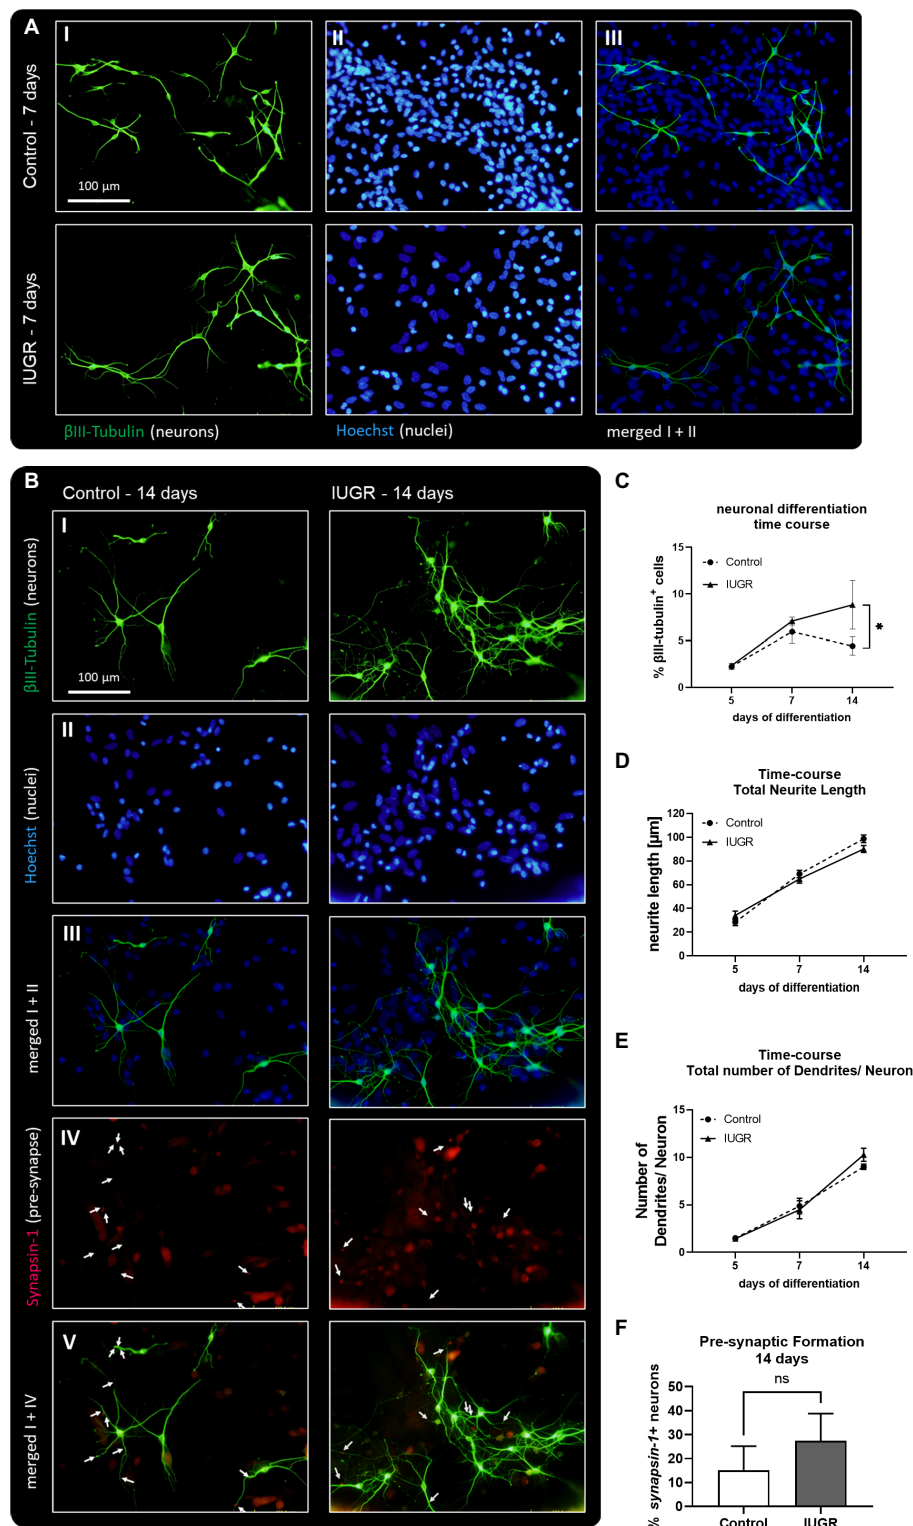 A
I
II
III
Control - 7 days
100 µm
IUGR - 7 days
βIII-Tubulin (neurons)
Hoechst (nuclei)
merged I + II
B
Control - 14 days
IUGR - 14 days
I
βIII-Tubulin (neurons)
100 µm
II
Hoechst (nuclei)
III
merged I + II
IV
Synapsin-1 (pre-synapse)
V
merged I + IV
C
neuronal differentiation
time course
% βIII-tubulin+ cells
15
10
5
0
Control
IUGR
*
5
7
14
days of differentiation
D
Time-course
Total Neurite Length
neurite length [µm]
120
100
80
60
40
20
0
Control
IUGR
5
7
14
days of differentiation
E
Time-course
Total number of Dendrites/ Neuron
Number of
Dendrites/ Neuron
15
10
5
0
Control
IUGR
5
7
14
days of differentiation
F
Pre-synaptic Formation
14 days
ns
% synapsin-1+ neurons
50
40
30
20
10
0
Control
IUGR